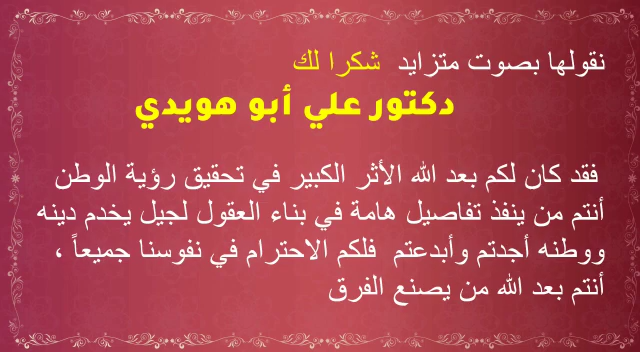 نقولها بصوت متزايد شكرا لك
دكتور علي أبو هويدي
فقد كان لكم بعد الله الأثر الكبير في تحقيق رؤية الوطن
أنتم من ينفذ تفاصيل هامة في بناء العقول لجيل يخدم دينه
ووطنه أجدتم وأبدعتم فلكم الاحترام في نفوسنا جميعاً ،
أنتم بعد الله من يصنع الفرق